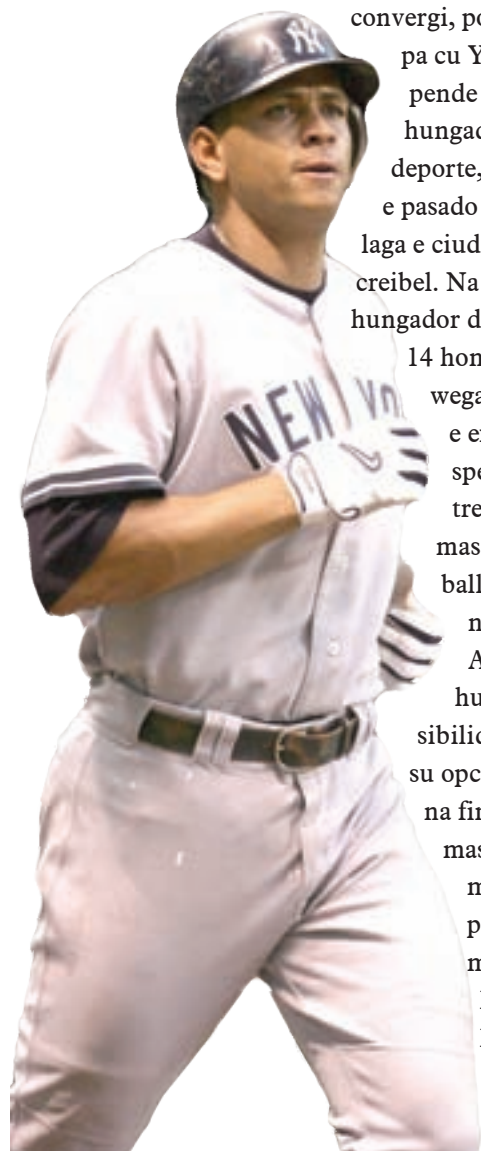 NY
NEW YO
convergi, po
pa cu Y
pende
hungad
deporte,
e pasado
laga e ciud
creibel. Na
hungador d
14 hon
wega
e e
spe
tre
mas
ball
n
A
hu
sibilid
su opc
na fin
mas
m
p
m